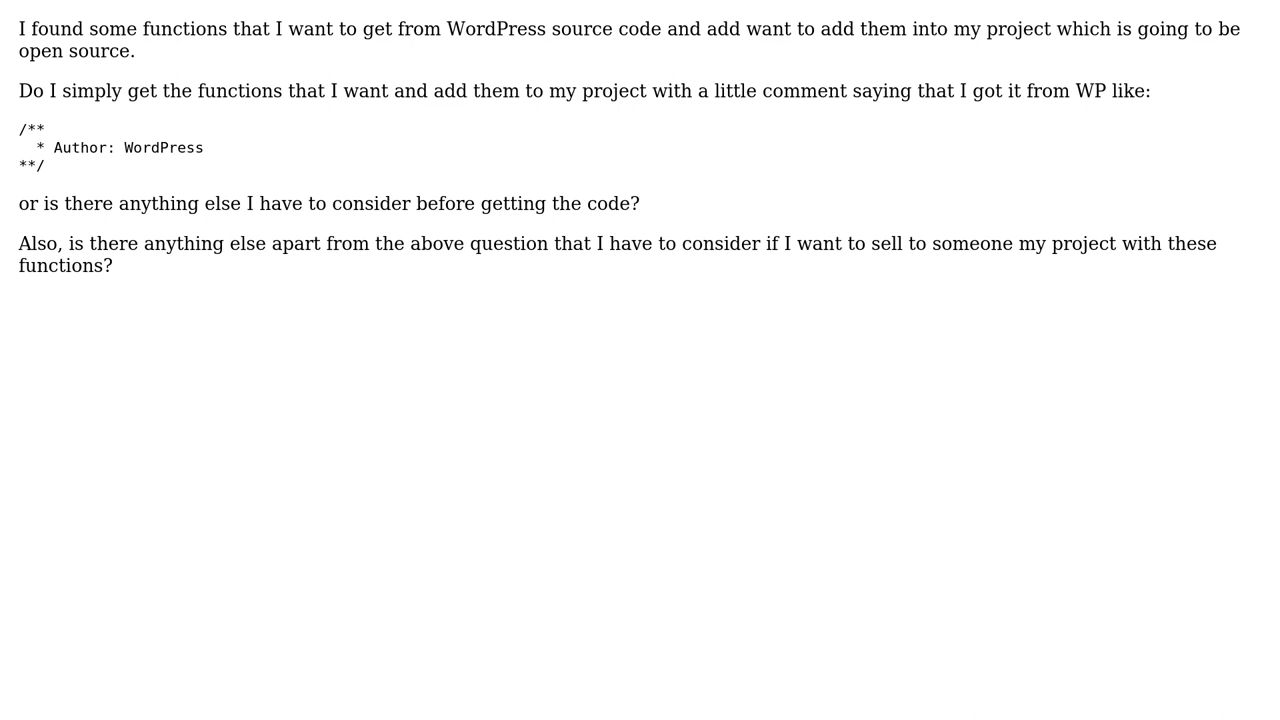 I found some functions that I want to get from WordPress source code and add want to add them into my project which is going to be
open source.
Do I simply get the functions that I want and add them to my project with a little comment saying that I got it from WP like:
/**
  * Author: WordPress
**/
or is there anything else I have to consider before getting the code?
Also, is there anything else apart from the above question that I have to consider if I want to sell to someone my project with these
functions?